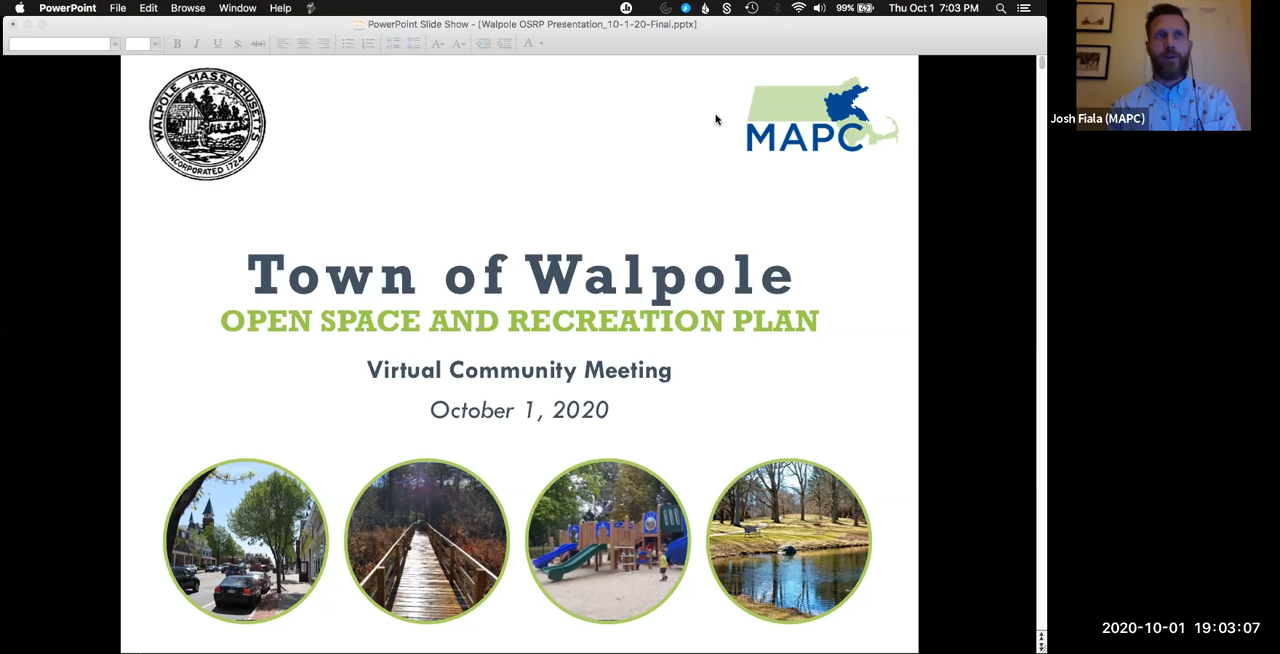 PowerPoint File Edit Browse Window Help
99%
Thu Oct 1 7:03 PM
PowerPoint Slide Show - [Walpole OSRP Presentation_10-1-20-Final.pptx]
B I U S ABC
A A
A
WALPOLE MASSACHUSETTS
INCORPORATED 1724
MAPC
Josh Fiala (MAPC)
Town of Walpole
OPEN SPACE AND RECREATION PLAN
Virtual Community Meeting
October 1, 2020
2020-10-01 19:03:07